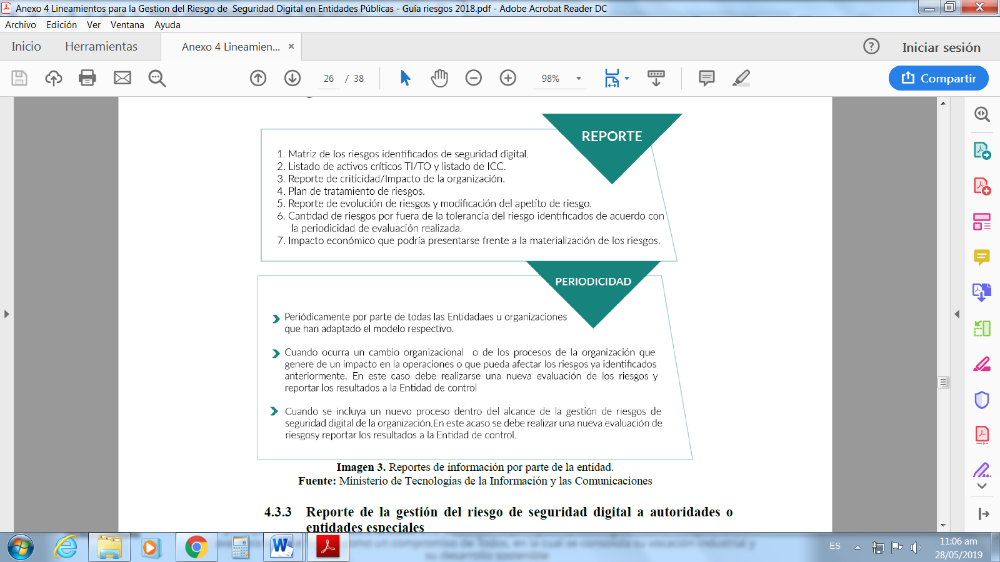 Anexo 4 Lineamientos para la Gestion del Riesgo de  Seguridad Digital en Entidades Públicas - Guía riesgos 2018.pdf - Adobe Acrobat Reader DC
Archivo Edición Ver Ventana Ayuda
Inicio Herramientas Anexo 4 Lineamien... × Iniciar sesión
26 / 38 98% Compartir
REPORTE
1. Matriz de los riesgos identificados de seguridad digital.
2. Listado de activos críticos TI/TO y listado de ICC.
3. Reporte de criticidad/Impacto de la organización.
4. Plan de tratamiento de riesgos.
5. Reporte de evolución de riesgos y modificación del apetito de riesgo.
6. Cantidad de riesgos por fuera de la tolerancia del riesgo identificados de acuerdo con
la periodicidad de evaluación realizada.
7. Impacto económico que podría presentarse frente a la materialización de los riesgos.
PERIODICIDAD
Periódicamente por parte de todas las Entidadaes u organizaciones
que han adaptado el modelo respectivo.
Cuando ocurra un cambio organizacional o de los procesos de la organización que
genere de un impacto en la operaciones o que pueda afectar los riesgos ya identificados
anteriormente. En este caso debe realizarse una nueva evaluación de los riesgos y
reportar los resultados a la Entidad de control
Cuando se incluya un nuevo proceso dentro del alcance de la gestión de riesgos de
seguridad digital de la organización.En este acaso se debe realizar una nueva evaluación de
riesgosy reportar los resultados a la Entidad de control.
Imagen 3. Reportes de información por parte de la entidad.
Fuente: Ministerio de Tecnologías de la Información y las Comunicaciones
4.3.3 Reporte de la gestión del riesgo de seguridad digital a autoridades o
entidades especiales
ES 11:06 am
28/05/2019